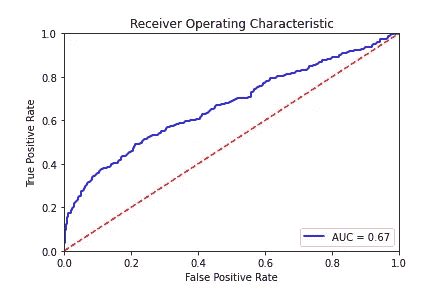 Receiver Operating Characteristic
1.0
0.8
0.6
0.4
0.2
0.0
True Positive Rate
AUC = 0.67
0.0 0.2 0.4 0.6 0.8 1.0
False Positive Rate